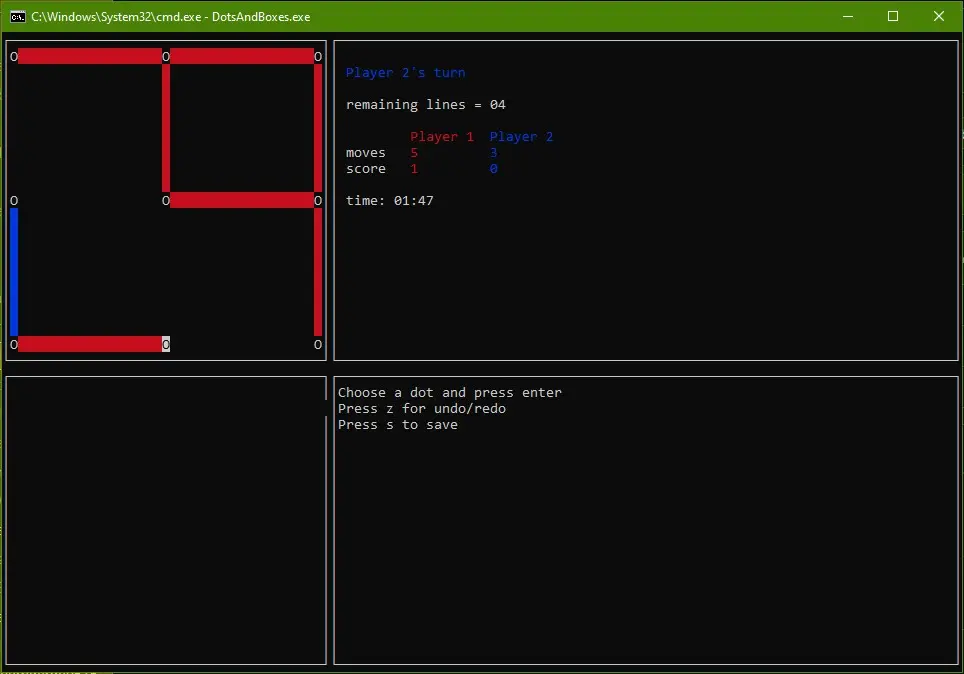 C:\Windows\System32\cmd.exe - DotsAndBoxes.exe
0 0 0
0 0 0
0 0 0
Player 2's turn
remaining lines = 04
Player 1 Player 2
moves 5 3
score 1 0
time: 01:47
Choose a dot and press enter
Press z for undo/redo
Press s to save